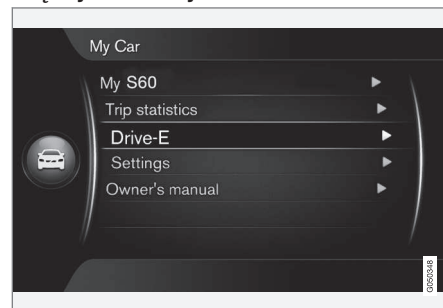 My Car
My S60
Trip statistics
Drive-E
Settings
Owner's manual
G050348